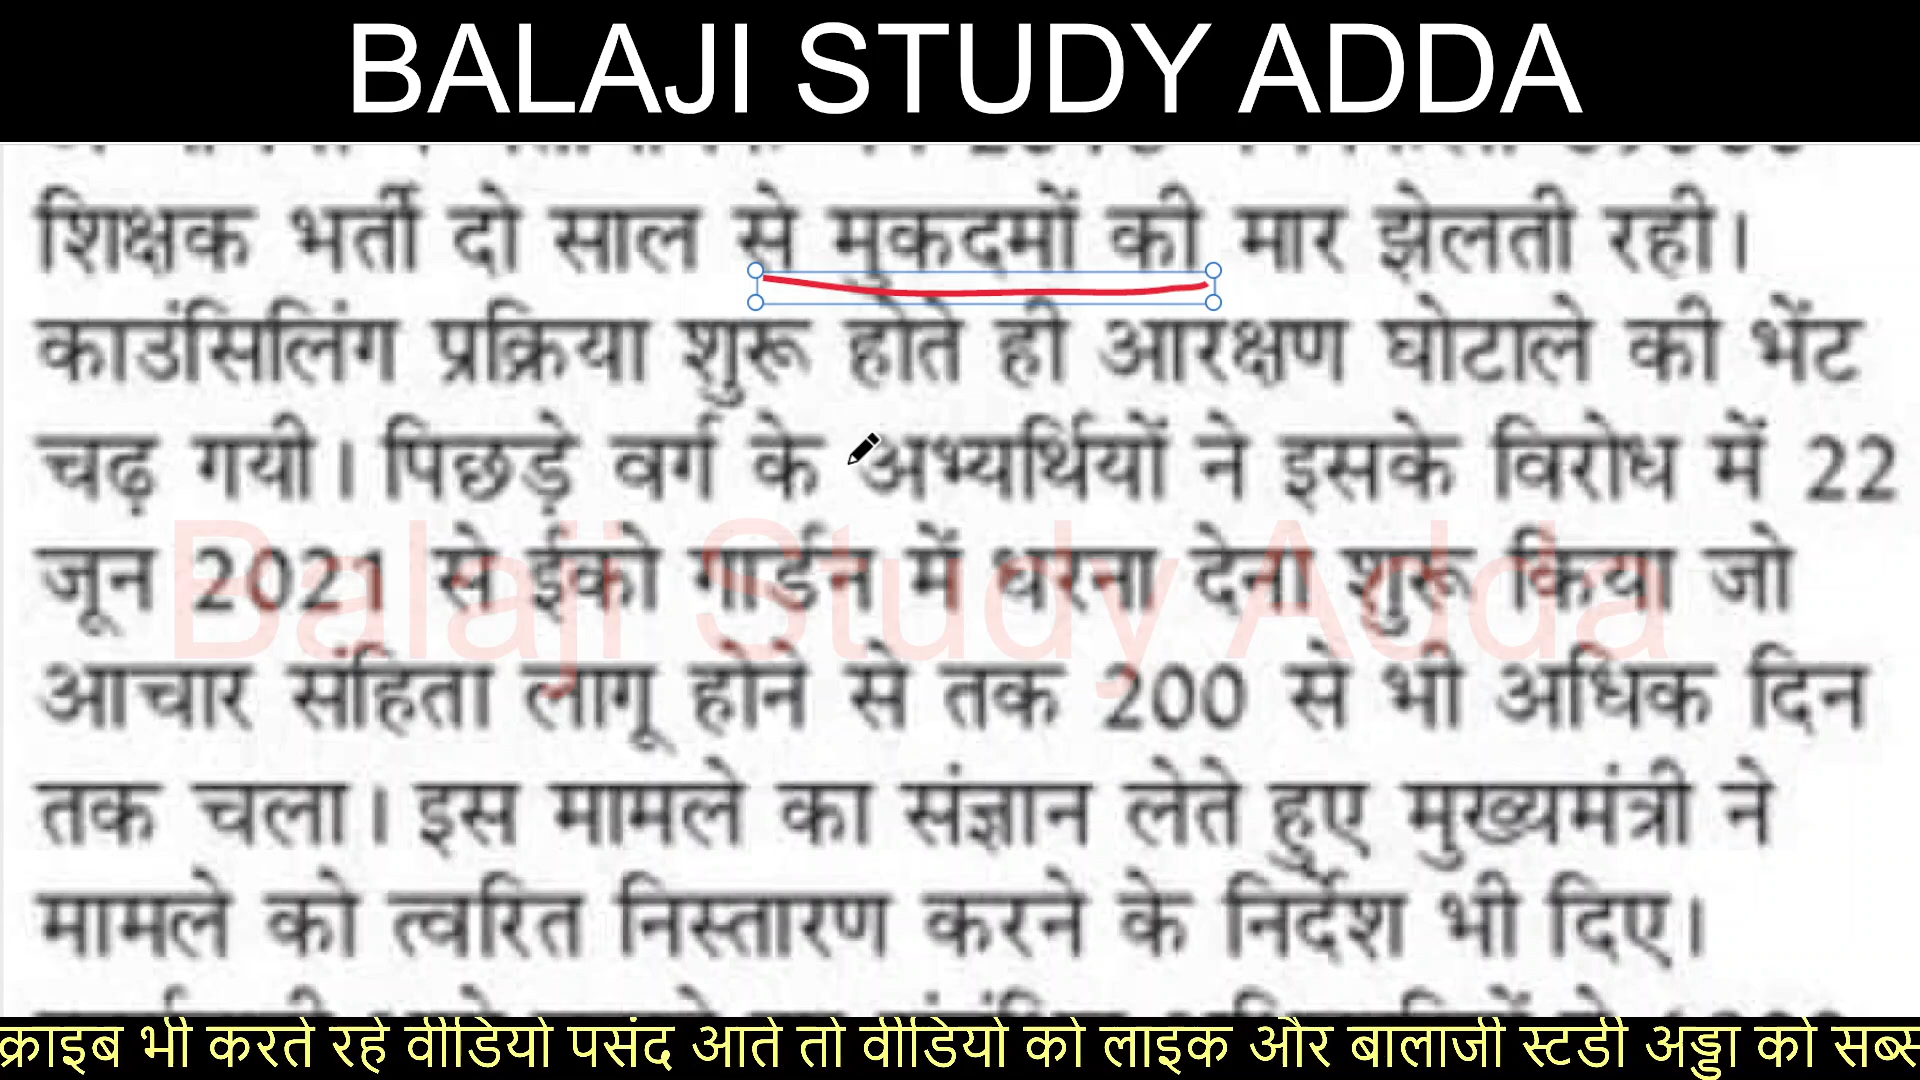 BALAJI STUDY ADDA
शिक्षक भर्ती दो साल से मुकदमों की मार झेलती रही।
काउंसिलिंग प्रक्रिया शुरू होते ही आरक्षण घोटाले की भेंट
चढ़ गयी। पिछड़े वर्ग के अभ्यर्थियों ने इसके विरोध में 22
जून 2021 से ईको गार्डन में धरना देना शुरू किया जो
Balaji Study Adda
आचार संहिता लागू होने से तक 200 से भी अधिक दिन
तक चला। इस मामले का संज्ञान लेते हुए मुख्यमंत्री ने
मामले को त्वरित निस्तारण करने के निर्देश भी दिए।
क्राइब भी करते रहे वीडियो पसंद आते तो वीडियो को लाइक और बालाजी स्टडी अड्डा को सब्स